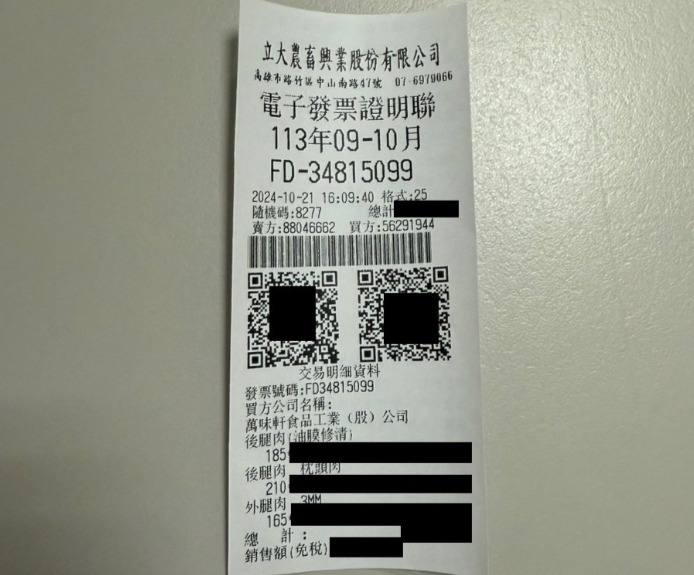 立大農畜興業股份有限公司
高雄市路竹區中山南路47號 07-6979066
電子發票證明聯
113年09-10月
FD-34815099
2024-10-21 16:09:40 格式:25
隨機碼:8277 總計
賣方:88046662 買方:56291944
交易明細資料
發票號碼:FD34815099
買方公司名稱:
萬味軒食品工業(股)公司
後腿肉(油膜修清)
185
後腿肉 枕頭肉
210
外腿肉 3MM
165
總 計:
銷售額(免稅)